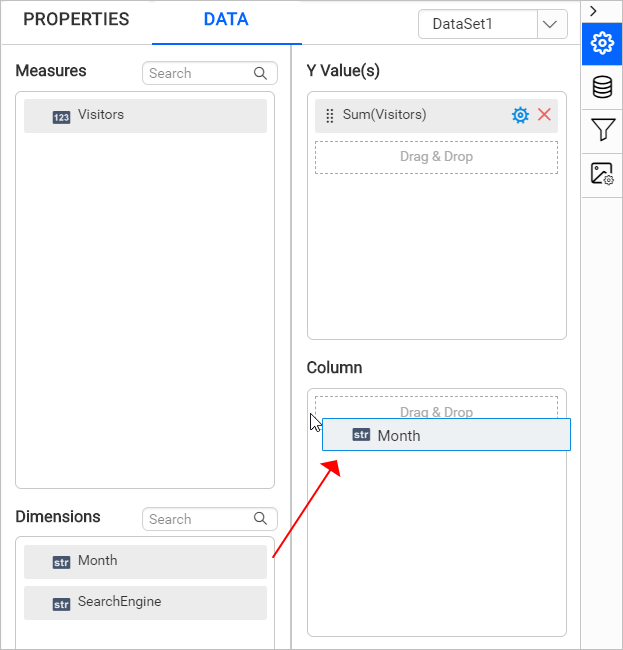 PROPERTIES
DATA
DataSet1
Measures
Search
123 Visitors
Dimensions
Search
str Month
str SearchEngine
Y Value(s)
Sum(Visitors)
Drag & Drop
Column
Drag & Drop
str Month